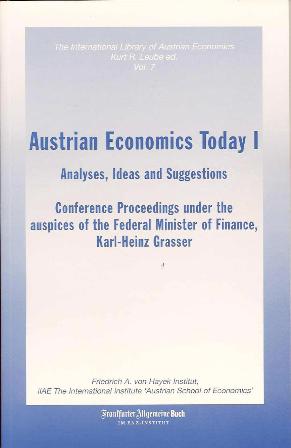 The International Library of Austrian Economics
Kurt R. Leube ed.
Vol. 7
Austrian Economics Today I
Analyses, Ideas and Suggestions
Conference Proceedings under the
auspices of the Federal Minister of Finance,
Karl-Heinz Grasser
Friedrich A. von Hayek Institut,
IIAE The International Institute 'Austrian School of Economics'
Frankfurter Allgemeine Buch
IM F.A.Z.-INSTITUT